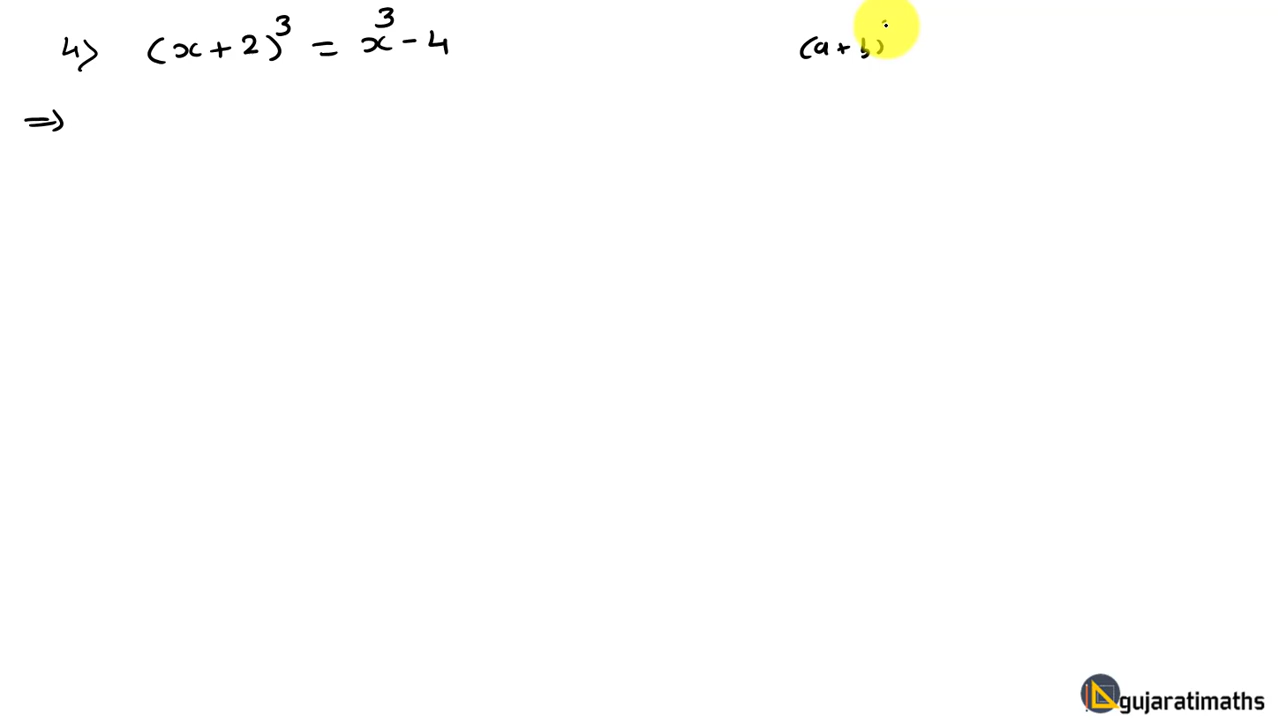 4) (x+2)³ = x³-4
(a+b)
⇒
gujaratimaths